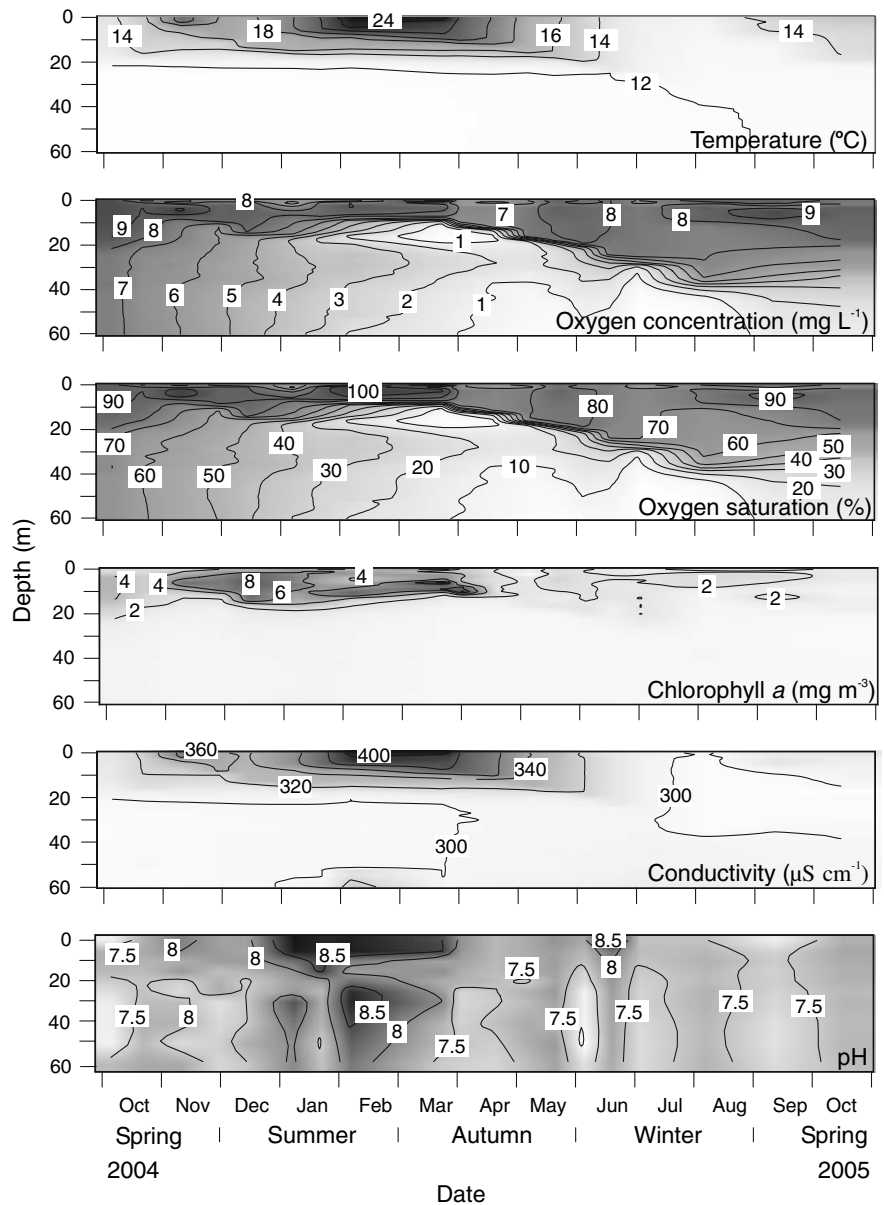 0 24 18 14 16 14 14
20
12
40
60 Temperature (ºC)
0 8 9 8 7 8 8 9
20 1
40 7 6 5 4 3 2 1
60 Oxygen concentration (mg L-1)
0 90 100 80 90
20 70 40 70 60 50
40 60 50 30 20 10 40 30 20
60 Oxygen saturation (%)
Depth (m)
0 4 4 8 6 4 2
2 2
20
40
60 Chlorophyll a (mg m-3)
0 360 400
320 340
20 300
40 300
60 Conductivity (µS cm-1)
0 7.5 8 8 8.5 7.5 8.5 8
20
40 7.5 8 8.5 8 7.5 7.5 7.5 7.5 7.5
60 pH
Oct Nov Dec Jan Feb Mar Apr May Jun Jul Aug Sep Oct
Spring Summer Autumn Winter Spring
2004 2005
Date